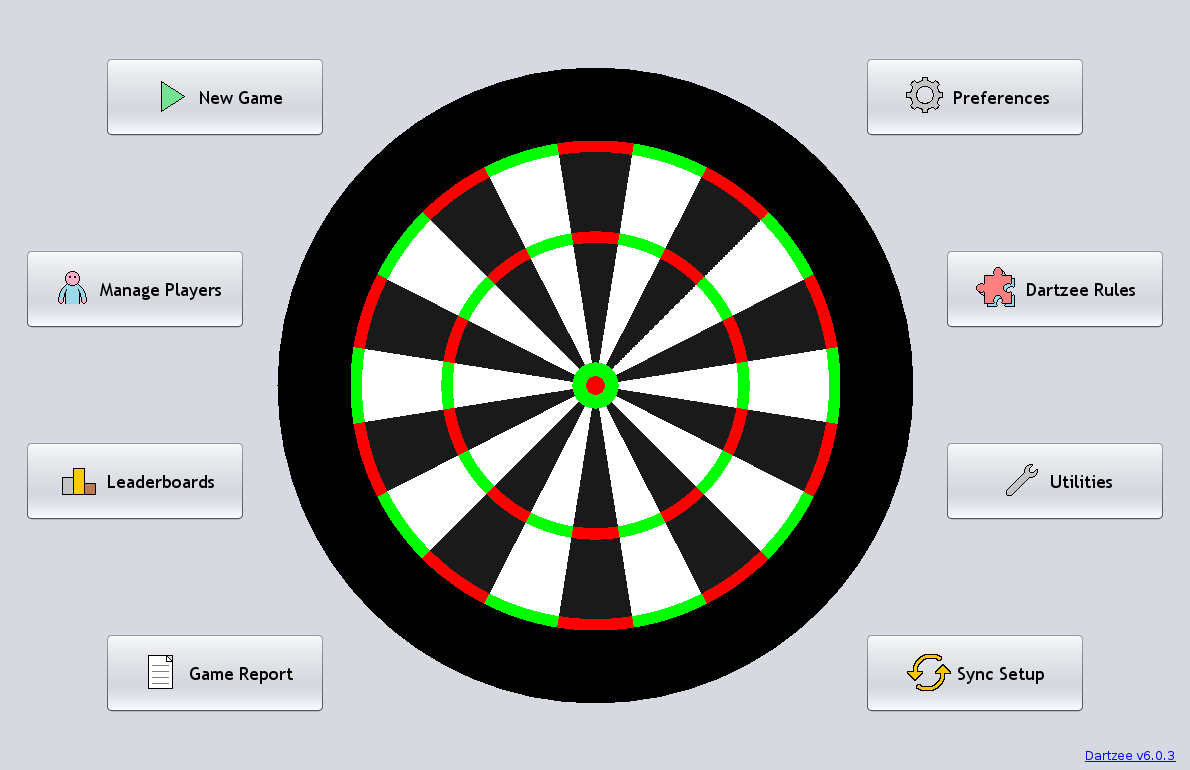 New Game
Preferences
Manage Players
Dartzee Rules
Leaderboards
Utilities
Game Report
Sync Setup
Dartzee v6.0.3